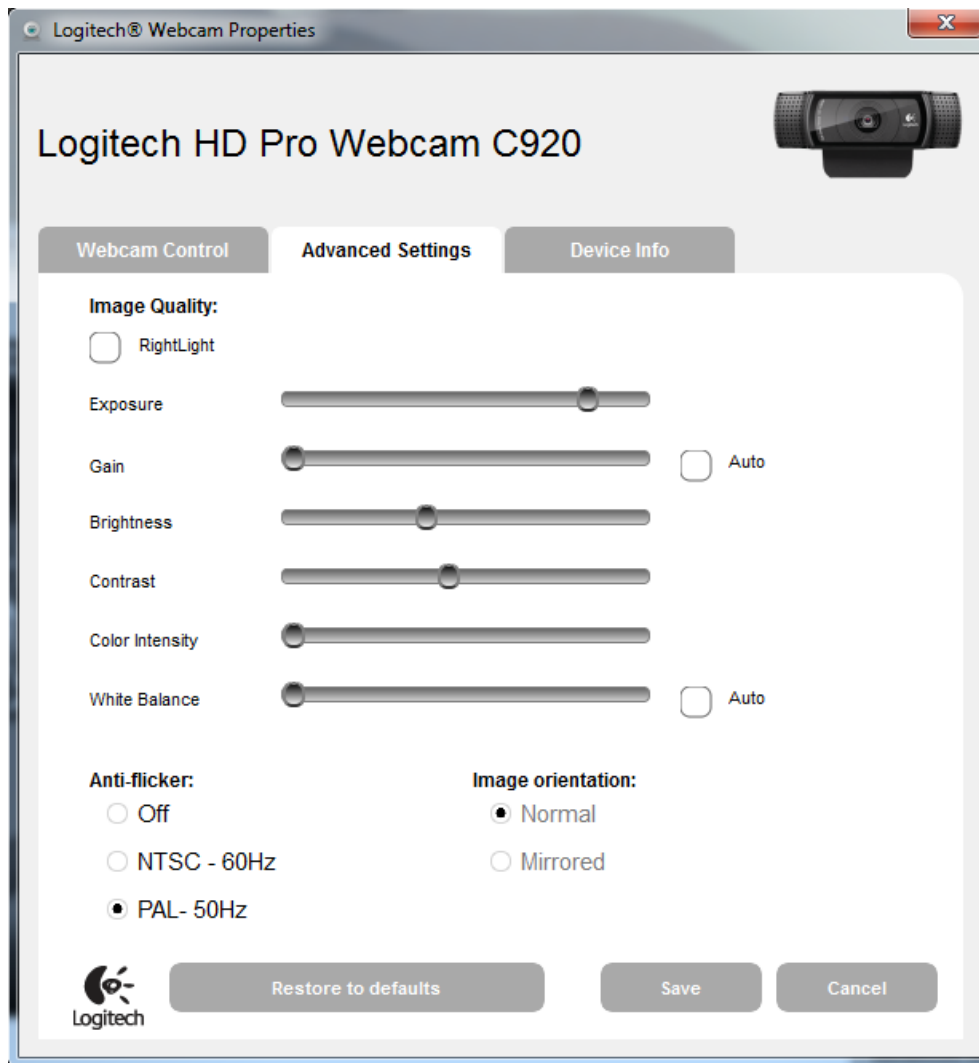 Logitech® Webcam Properties
Logitech HD Pro Webcam C920
Webcam Control
Advanced Settings
Device Info
Image Quality:
RightLight
Exposure
Gain
Auto
Brightness
Contrast
Color Intensity
White Balance
Auto
Anti-flicker:
Off
NTSC - 60Hz
PAL- 50Hz
Image orientation:
Normal
Mirrored
Logitech
Restore to defaults
Save
Cancel